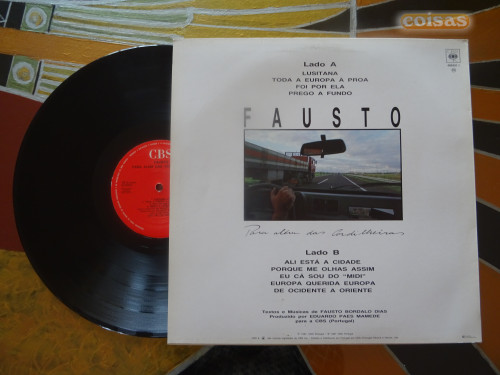 coisas
Lado A
LUSITANA
TODA A EUROPA À PROA
FOI POR ELA
PREGO A FUNDO
CBS
FAUSTO
CBS
Para além das Cordilheiras
Lado B
ALI ESTÁ A CIDADE
PORQUE ME OLHAS ASSIM
EU CÁ SOU DO "MIDI"
EUROPA QUERIDA EUROPA
DE OCIDENTE A ORIENTE
Textos e Músicas de FAUSTO BORDALO DIAS
Produzido por EDUARDO PAES MAMEDE
para a CBS (Portugal)